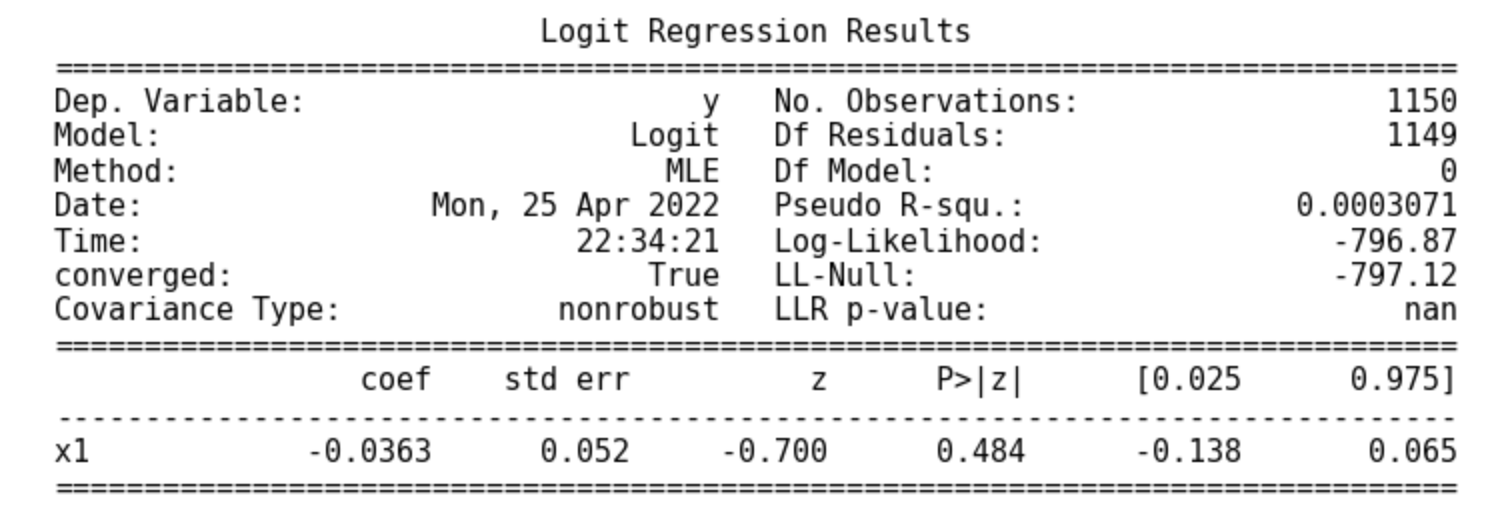 Logit Regression Results
==============================================================================
Dep. Variable: y No. Observations: 1150
Model: Logit Df Residuals: 1149
Method: MLE Df Model: 0
Date: Mon, 25 Apr 2022 Pseudo R-squ.: 0.0003071
Time: 22:34:21 Log-Likelihood: -796.87
converged: True LL-Null: -797.12
Covariance Type: nonrobust LLR p-value: nan
==============================================================================
coef std err z P>|z| [0.025 0.975]
------------------------------------------------------------------------------
x1 -0.0363 0.052 -0.700 0.484 -0.138 0.065
==============================================================================